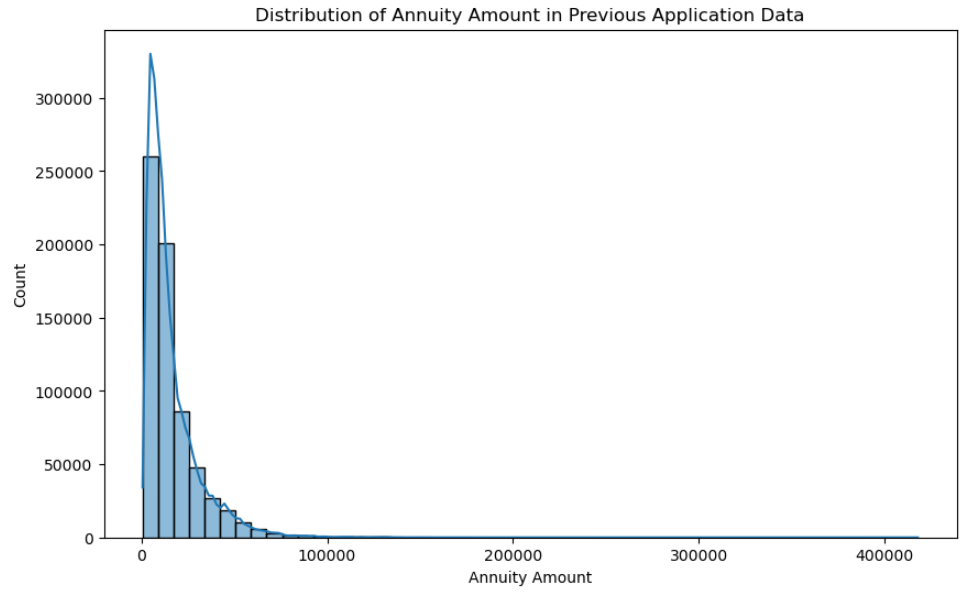 Distribution of Annuity Amount in Previous Application Data
300000
250000
200000
150000
100000
50000
0
Count
0 100000 200000 300000 400000
Annuity Amount